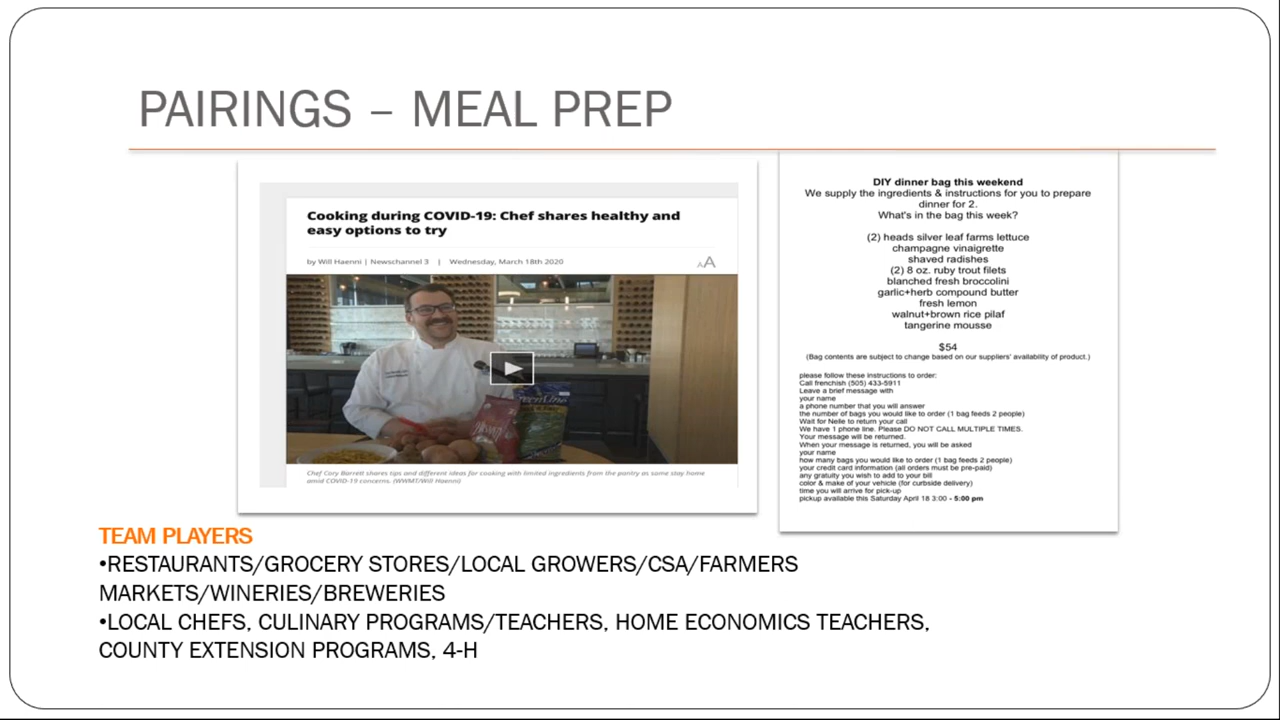 PAIRINGS – MEAL PREP
Cooking during COVID-19: Chef shares healthy and
easy options to try
by Will Haenni | Newschannel 3 | Wednesday, March 18th 2020
AA
Chef Cory Barrett shares tips and different ideas for cooking with limited ingredients from the pantry as some stay home
amid COVID-19 concerns. (WWMT/Will Haenni)
DIY dinner bag this weekend
We supply the ingredients & instructions for you to prepare
dinner for 2.
What's in the bag this week?
(2) heads silver leaf farms lettuce
champagne vinaigrette
shaved radishes
(2) 8 oz. ruby trout filets
blanched fresh broccolini
garlic+herb compound butter
fresh lemon
walnut+brown rice pilaf
tangerine mousse
$54
(Bag contents are subject to change based on our suppliers' availability of product.)
please follow these instructions to order:
Call frenchish (505) 433-5911
Leave a brief message with
your name
a phone number that you will answer
the number of bags you would like to order (1 bag feeds 2 people)
Wait for Nelle to return your call
We have 1 phone line. Please DO NOT CALL MULTIPLE TIMES.
Your message will be returned.
When your message is returned, you will be asked
your name
how many bags you would like to order (1 bag feeds 2 people)
your credit card information (all orders must be pre-paid)
any gratuity you wish to add to your bill
color & make of your vehicle (for curbside delivery)
time you will arrive for pick-up
pickup available this Saturday April 18 3:00 - 5:00 pm
TEAM PLAYERS
•RESTAURANTS/GROCERY STORES/LOCAL GROWERS/CSA/FARMERS
MARKETS/WINERIES/BREWERIES
•LOCAL CHEFS, CULINARY PROGRAMS/TEACHERS, HOME ECONOMICS TEACHERS,
COUNTY EXTENSION PROGRAMS, 4-H